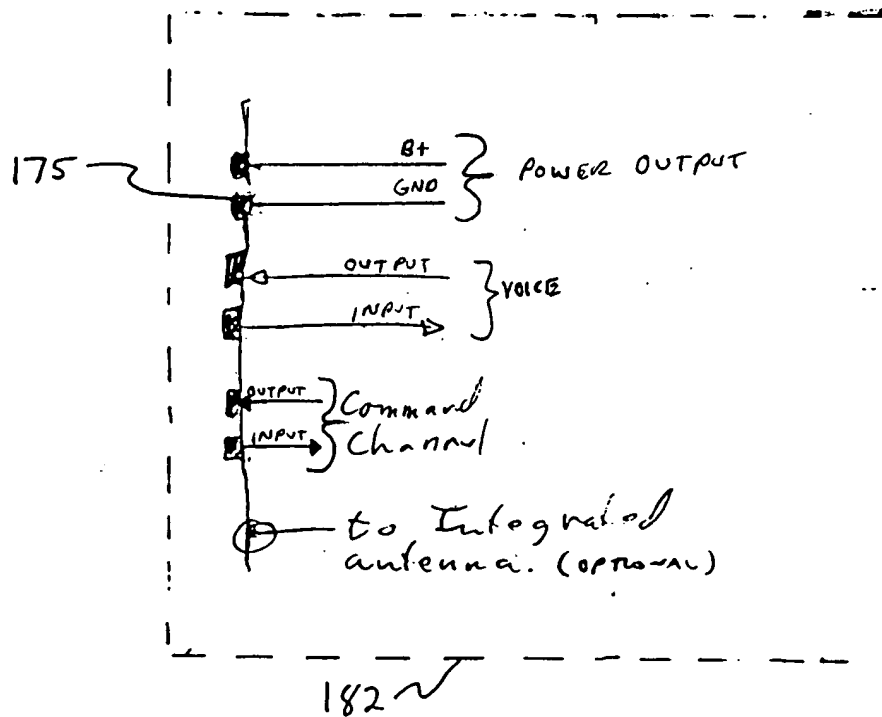 175
B+
GND
POWER OUTPUT
OUTPUT
INPUT
VOICE
OUTPUT
INPUT
Command
Channel
to Integrated
antenna. (OPTIONAL)
182